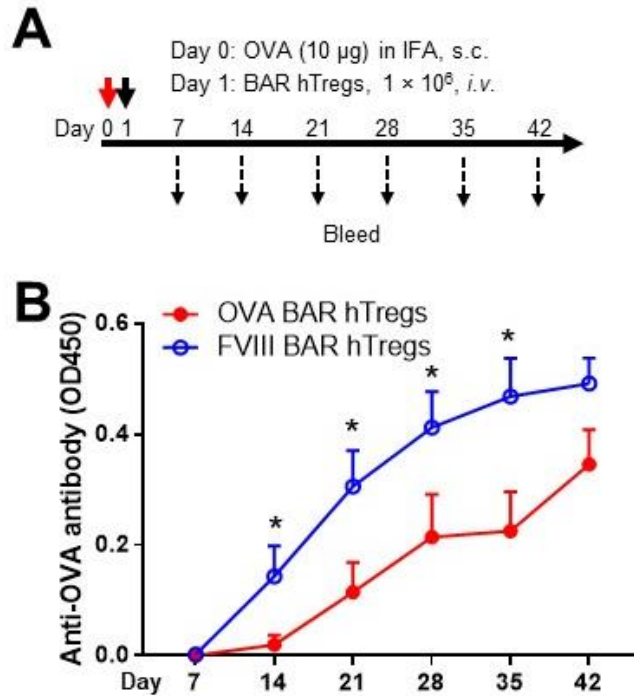 A
Day 0: OVA (10 µg) in IFA, s.c.
Day 1: BAR hTregs, 1 × 10⁶, i.v.
Day 0 1 7 14 21 28 35 42
Bleed
B
OVA BAR hTregs
FVIII BAR hTregs
Anti-OVA antibody (OD450)
0.6
0.4
0.2
0.0
* * * *
Day 7 14 21 28 35 42